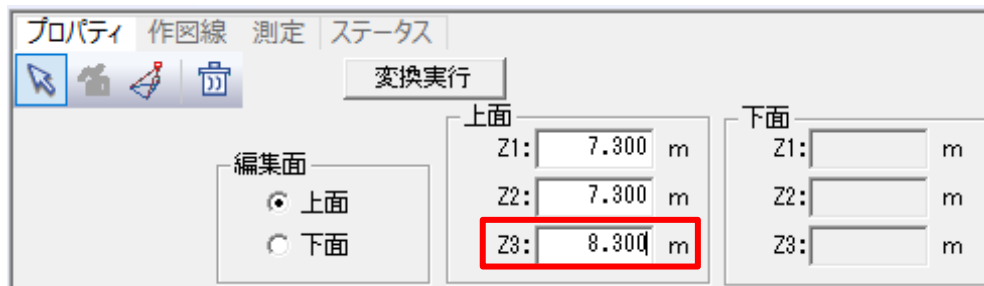 プロパティ 作図線 測定 ステータス
変換実行
編集面
上面
下面
上面
Z1: 7.300 m
Z2: 7.300 m
Z3: 8.300 m
下面
Z1: m
Z2: m
Z3: m